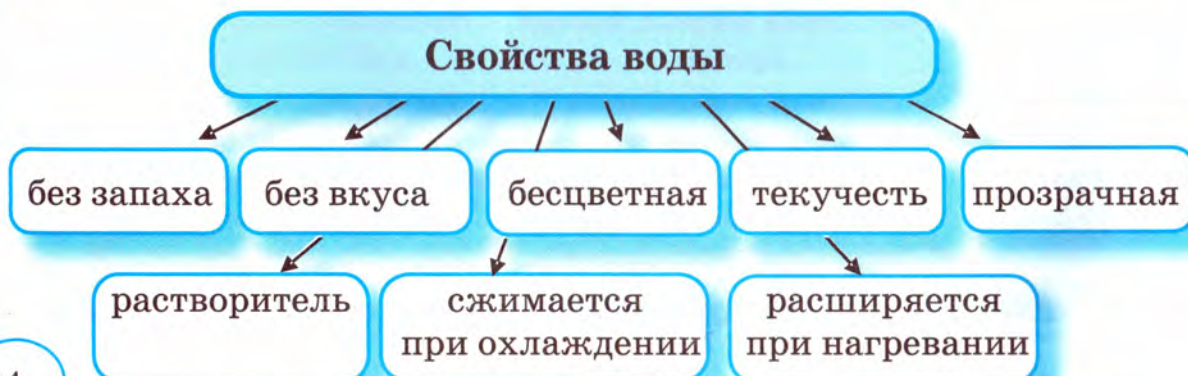 Свойства воды
без запаха
без вкуса
бесцветная
текучесть
прозрачная
растворитель
сжимается
при охлаждении
расширяется
при нагревании